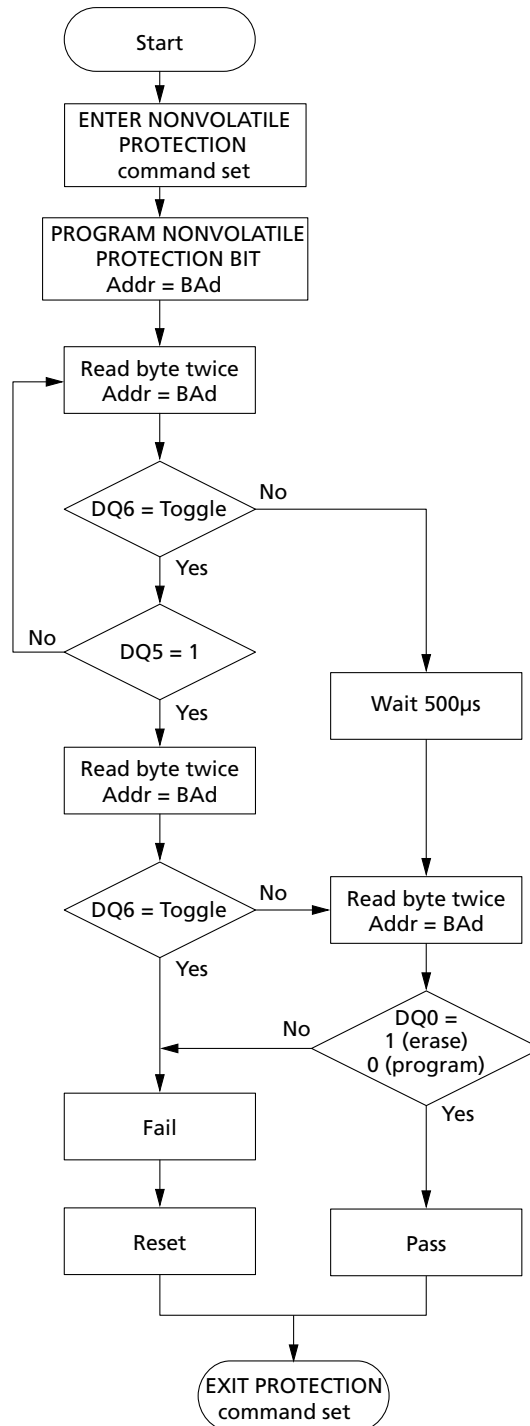 Start
ENTER NONVOLATILE
PROTECTION
command set
PROGRAM NONVOLATILE
PROTECTION BIT
Addr = BAd
Read byte twice
Addr = BAd
DQ6 = Toggle
No
Yes
DQ5 = 1
No
Yes
Wait 500µs
Read byte twice
Addr = BAd
DQ6 = Toggle
No
Yes
Read byte twice
Addr = BAd
DQ0 =
1 (erase)
0 (program)
No
Yes
Fail
Reset
Pass
EXIT PROTECTION
command set